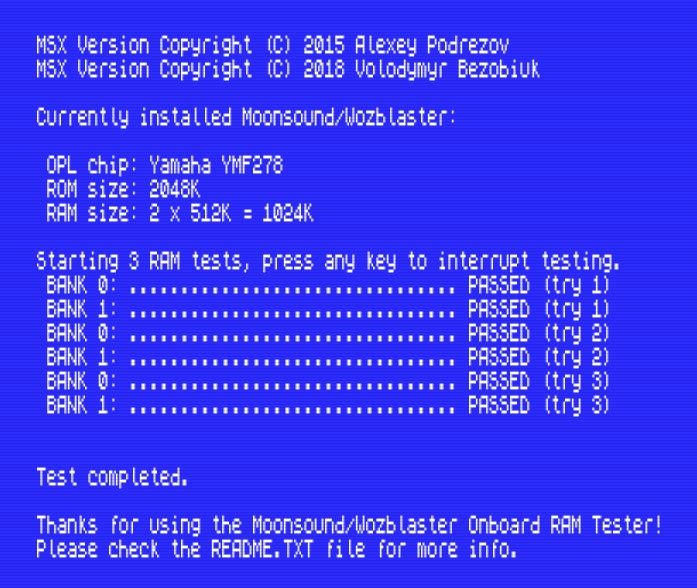 MSX Version Copyright (C) 2015 Alexey Podrezov
MSX Version Copyright (C) 2018 Volodymyr Bezobiuk
Currently installed Moonsound/Wozblaster:
OPL chip: Yamaha YMF278
ROM size: 2048K
RAM size: 2 x 512K = 1024K
Starting 3 RAM tests, press any key to interrupt testing.
BANK 0: ................................ PASSED (try 1)
BANK 1: ................................ PASSED (try 1)
BANK 0: ................................ PASSED (try 2)
BANK 1: ................................ PASSED (try 2)
BANK 0: ................................ PASSED (try 3)
BANK 1: ................................ PASSED (try 3)
Test completed.
Thanks for using the Moonsound/Wozblaster Onboard RAM Tester!
Please check the README.TXT file for more info.